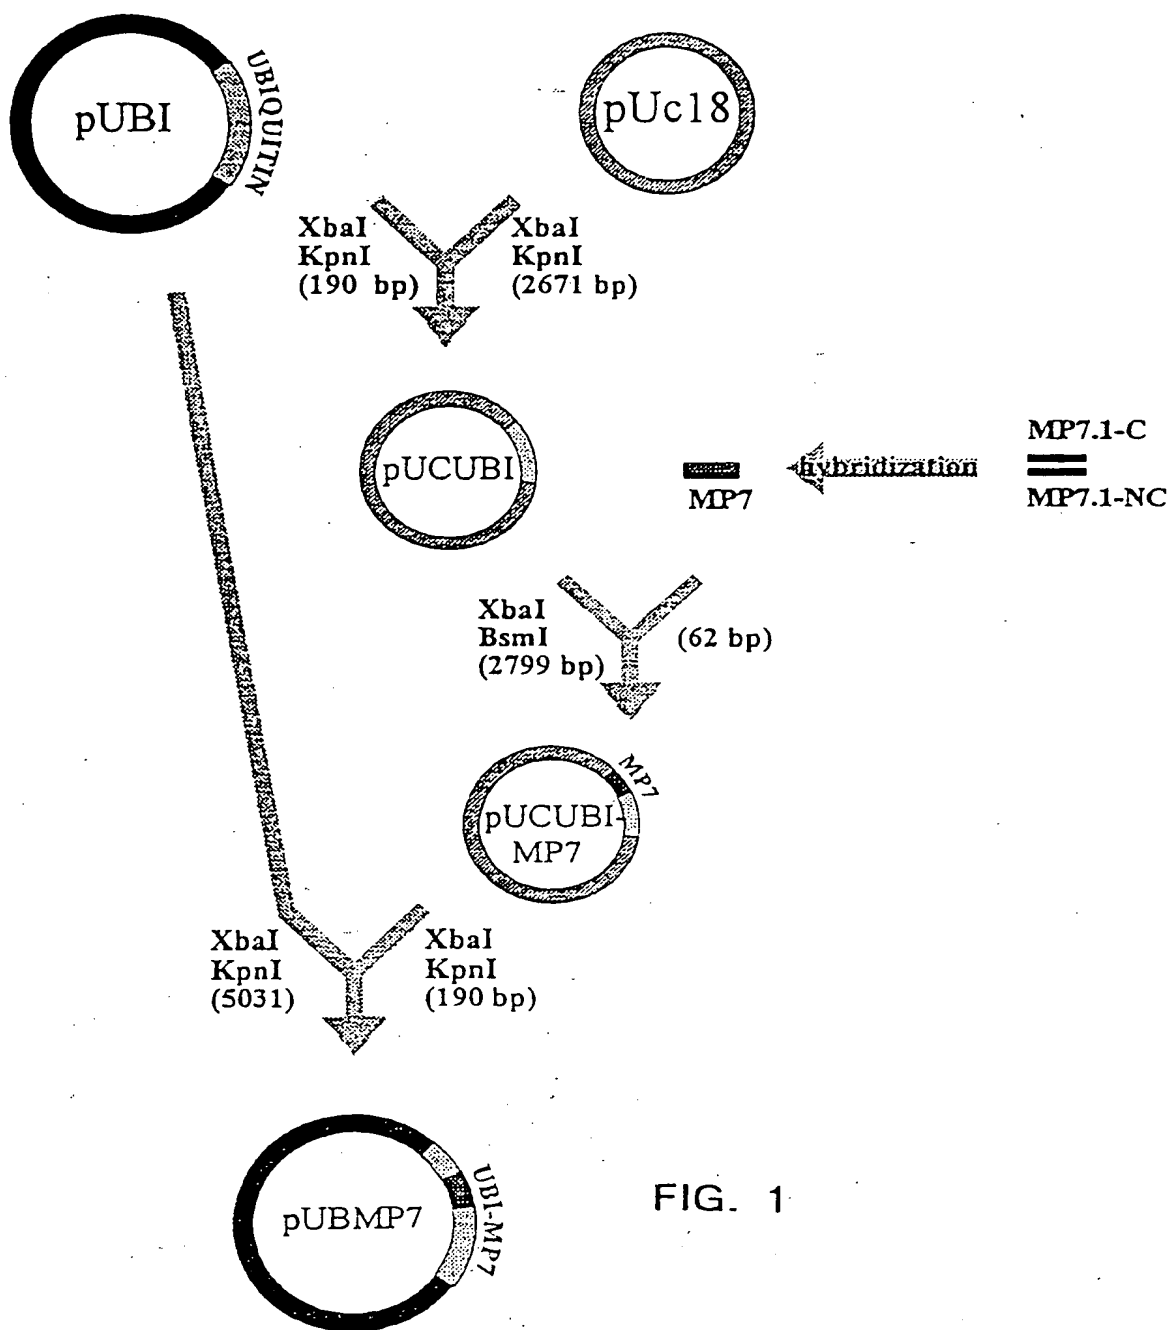 pUBI
UBIQUITIN
pUc18
XbaI
KpnI
(190 bp)
XbaI
KpnI
(2671 bp)
pUCUBI
MP7
hybridization
MP7.1-C
MP7.1-NC
XbaI
BsmI
(2799 bp)
(62 bp)
MP7
pUCUBI-
MP7
XbaI
KpnI
(5031)
XbaI
KpnI
(190 bp)
pUBMP7
UBI-MP7
FIG. 1